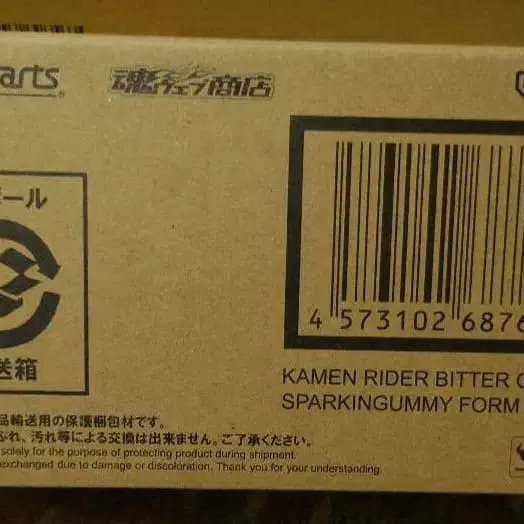 arts®
魂ウェブ商店
ール
4 573102 6876
送箱
KAMEN RIDER BITTER G
SPARKINGUMMY FORM
品輸送用の保護梱包材です。
ぶれ、汚れ等による交換は出来ません。ご了承ください。
solely for the purpose of protecting product during shipment.
exchanged due to damage or discoloration. Thank you for your understanding.